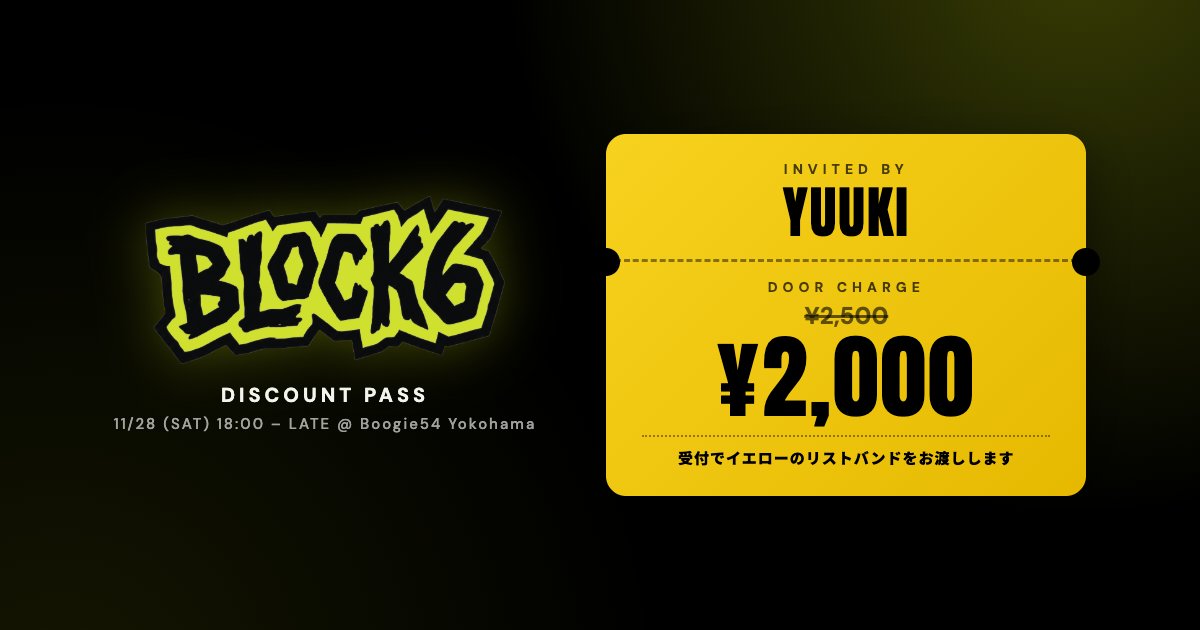 BLOCK6
DISCOUNT PASS
11/28 (SAT) 18:00 – LATE @ Boogie54 Yokohama
INVITED BY
YUUKI
DOOR CHARGE
¥2,500
¥2,000
受付でイエローのリストバンドをお渡しします